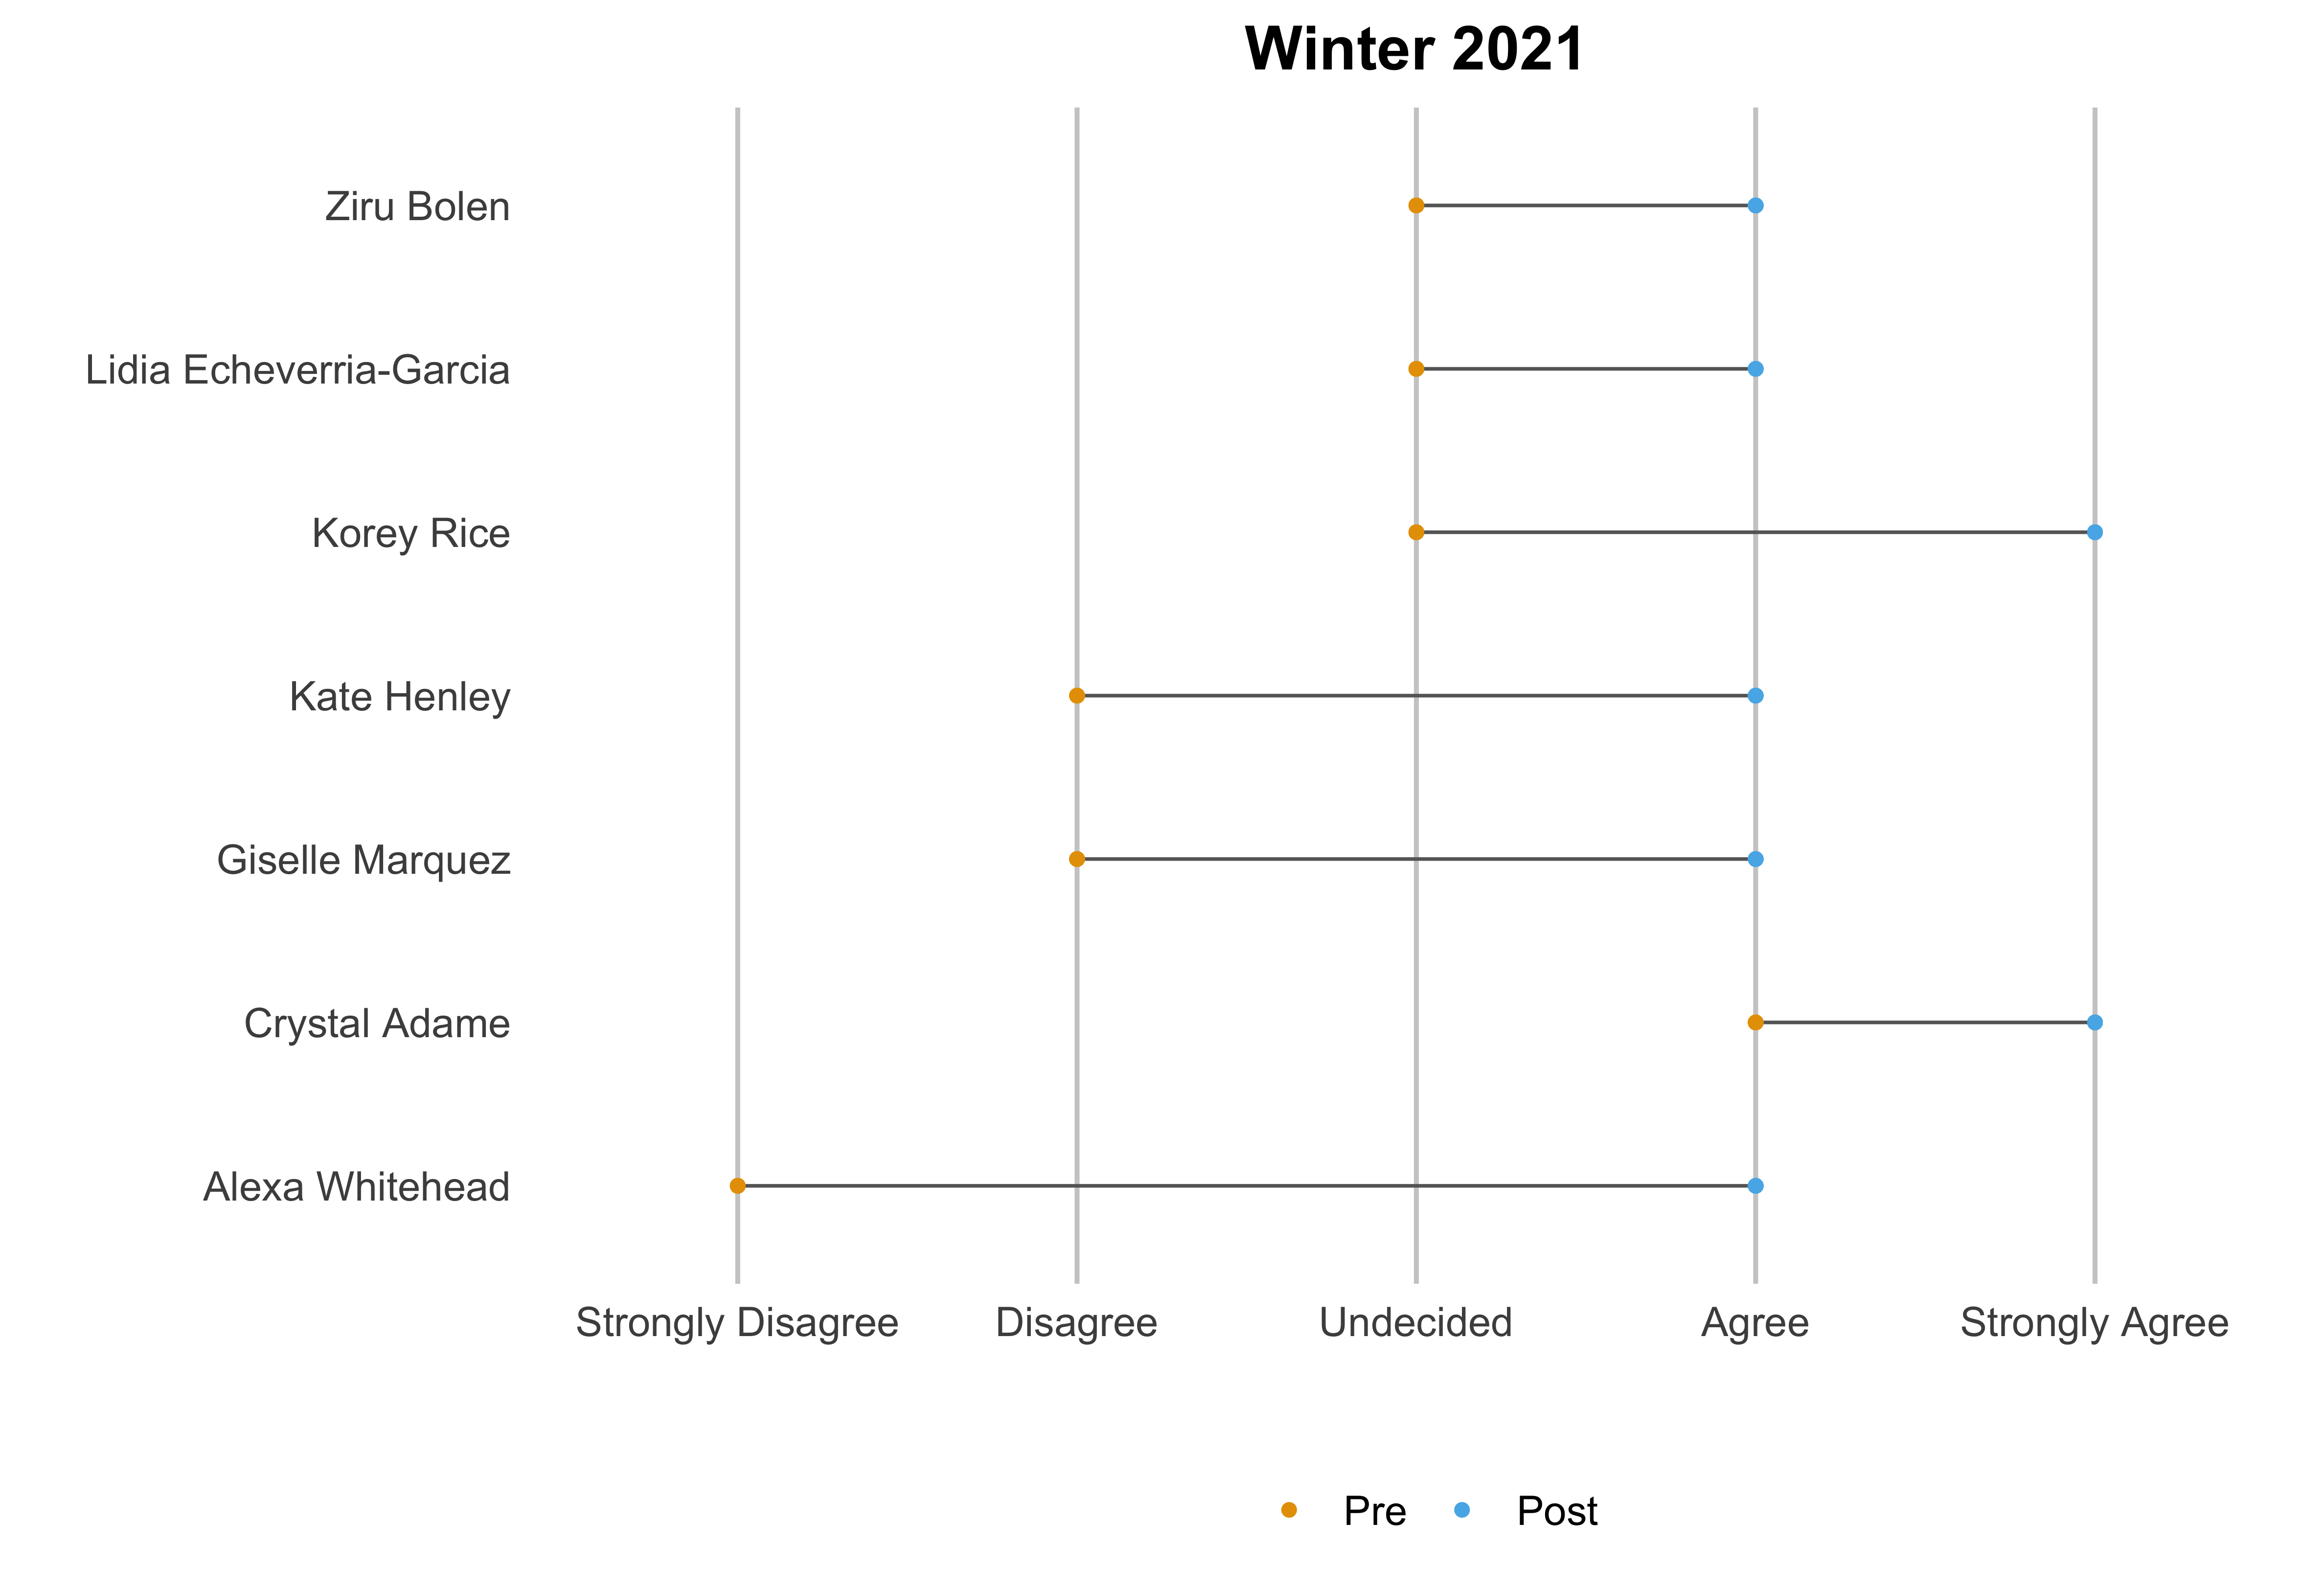 Winter 2021
Ziru Bolen
Lidia Echeverria-Garcia
Korey Rice
Kate Henley
Giselle Marquez
Crystal Adame
Alexa Whitehead
Strongly Disagree Disagree Undecided Agree Strongly Agree
Pre Post